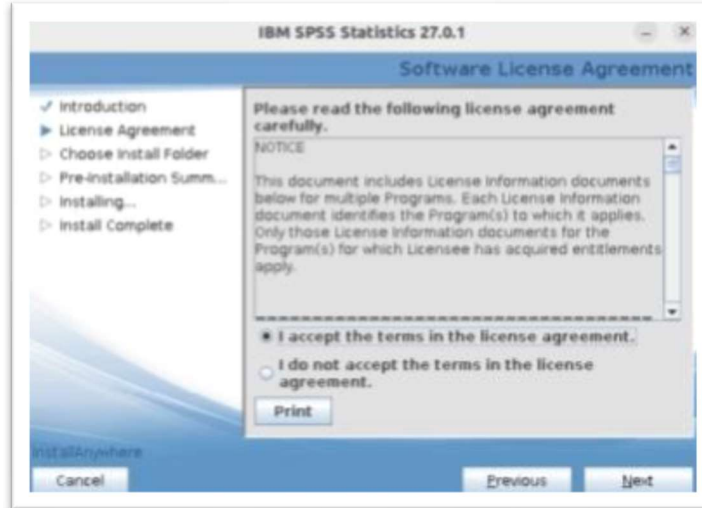 IBM SPSS Statistics 27.0.1
Software License Agreement
Introduction
License Agreement
Choose Install Folder
Pre-Installation Summ...
Installing...
Install Complete
Please read the following license agreement
carefully.
NOTICE
This document includes License Information documents
below for multiple Programs. Each License Information
document identifies the Program(s) to which it applies.
Only those License Information documents for the
Program(s) for which Licensee has acquired entitlements
apply.
I accept the terms in the license agreement.
I do not accept the terms in the license
agreement.
Print
InstallAnywhere
Cancel
Previous
Next